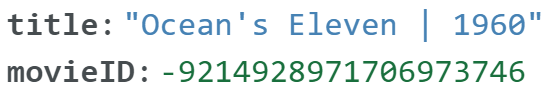 title: "Ocean's Eleven | 1960"
movieID: -9214928971706973746